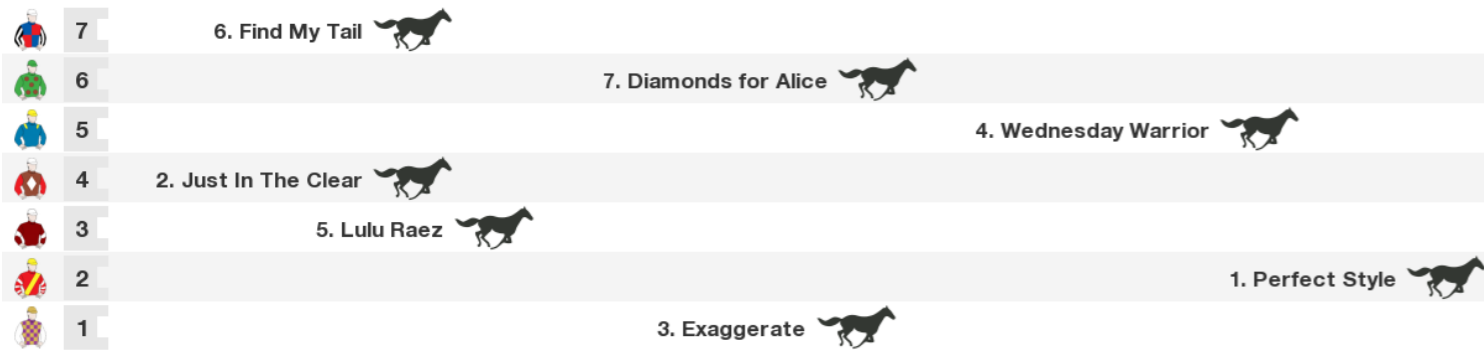 7 6. Find My Tail
6 7. Diamonds for Alice
5 4. Wednesday Warrior
4 2. Just In The Clear
3 5. Lulu Raez
2 1. Perfect Style
1 3. Exaggerate